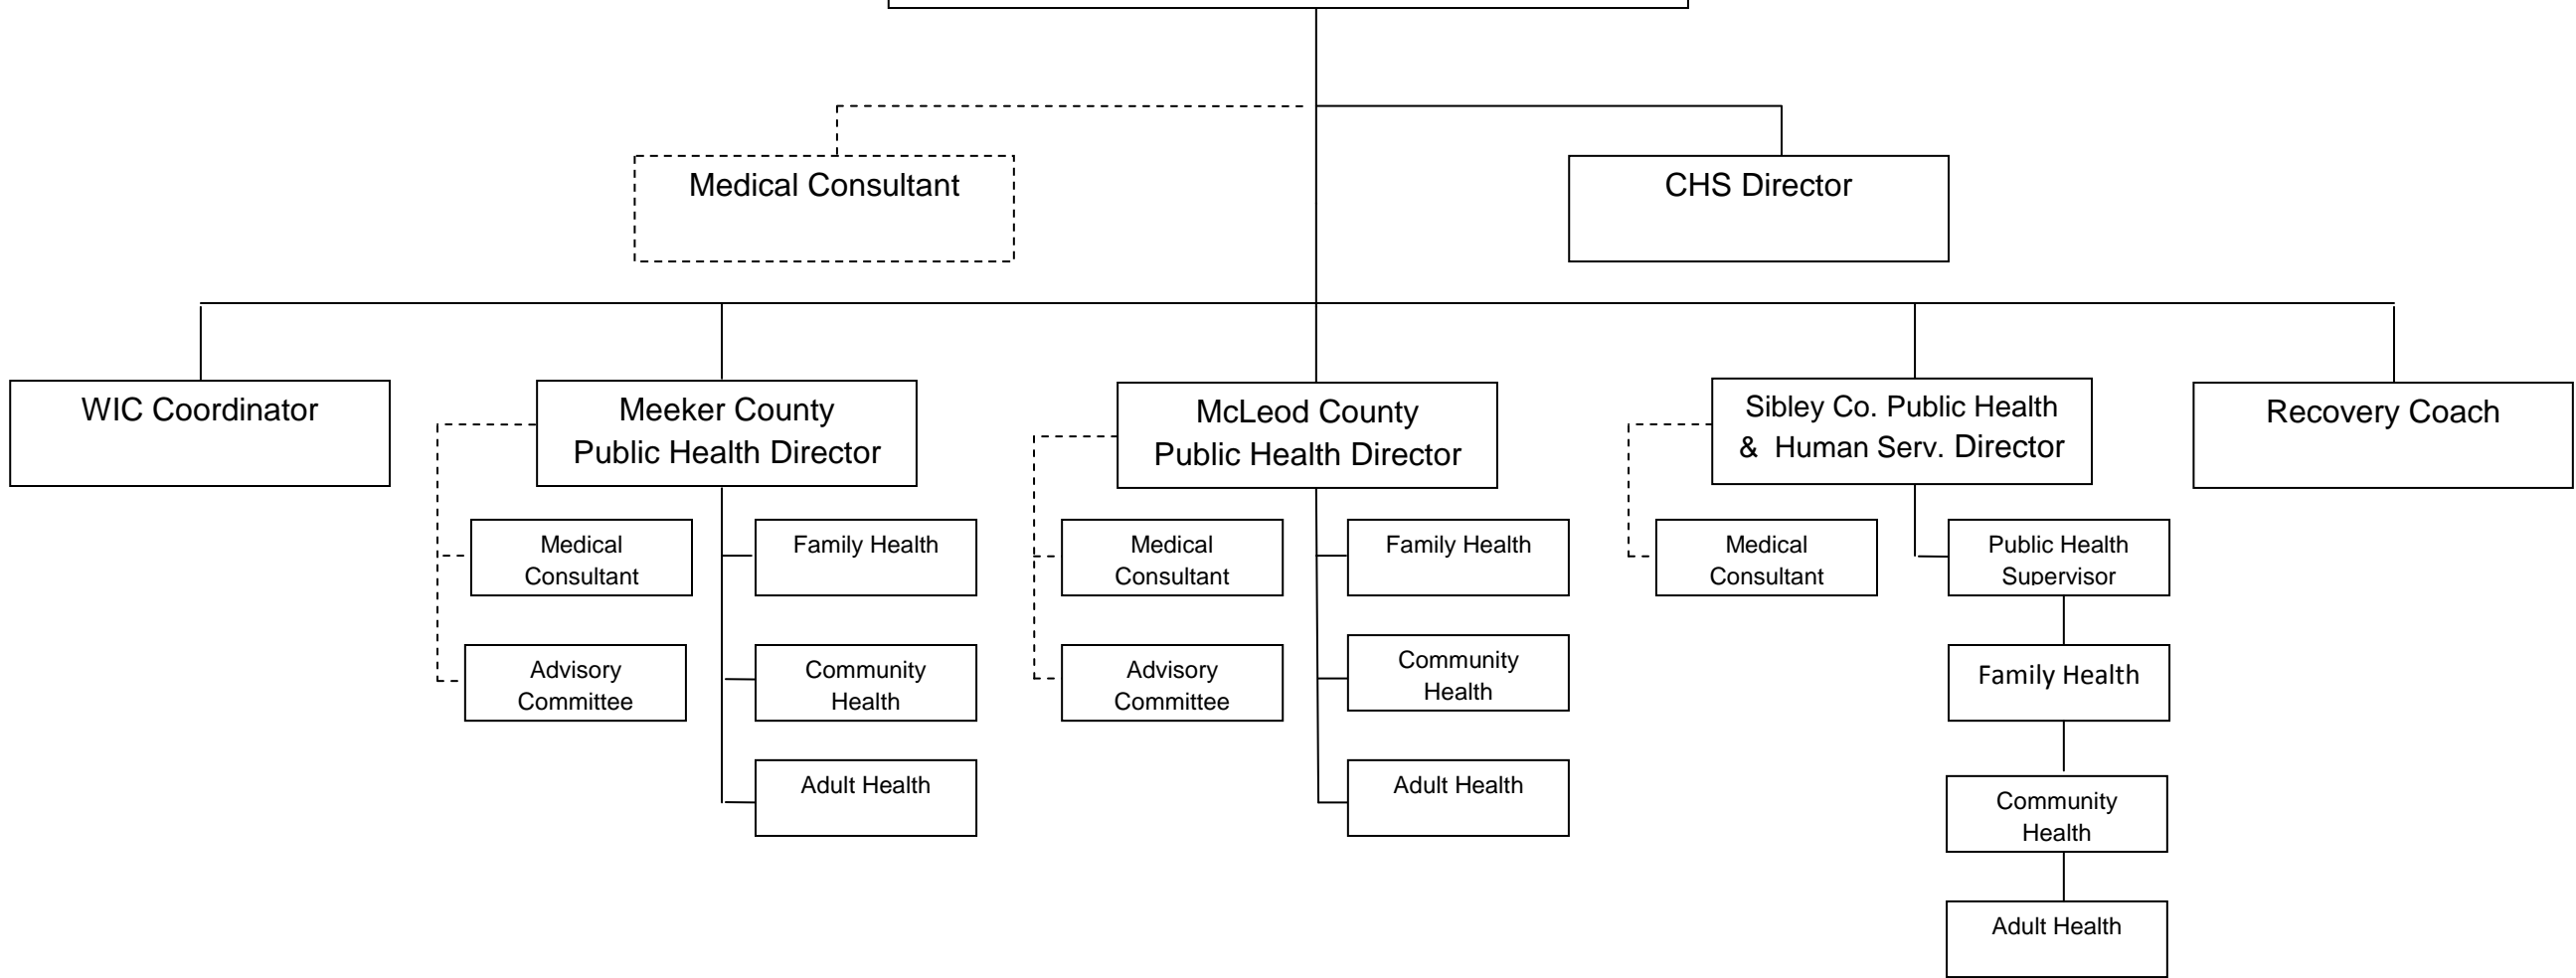 Medical Consultant
CHS Director
WIC Coordinator
Meeker County
Public Health Director
McLeod County
Public Health Director
Sibley Co. Public Health
& Human Serv. Director
Recovery Coach
Medical
Consultant
Family Health
Medical
Consultant
Family Health
Medical
Consultant
Public Health
Supervisor
Advisory
Committee
Community
Health
Advisory
Committee
Community
Health
Family Health
Adult Health
Adult Health
Community
Health
Adult Health